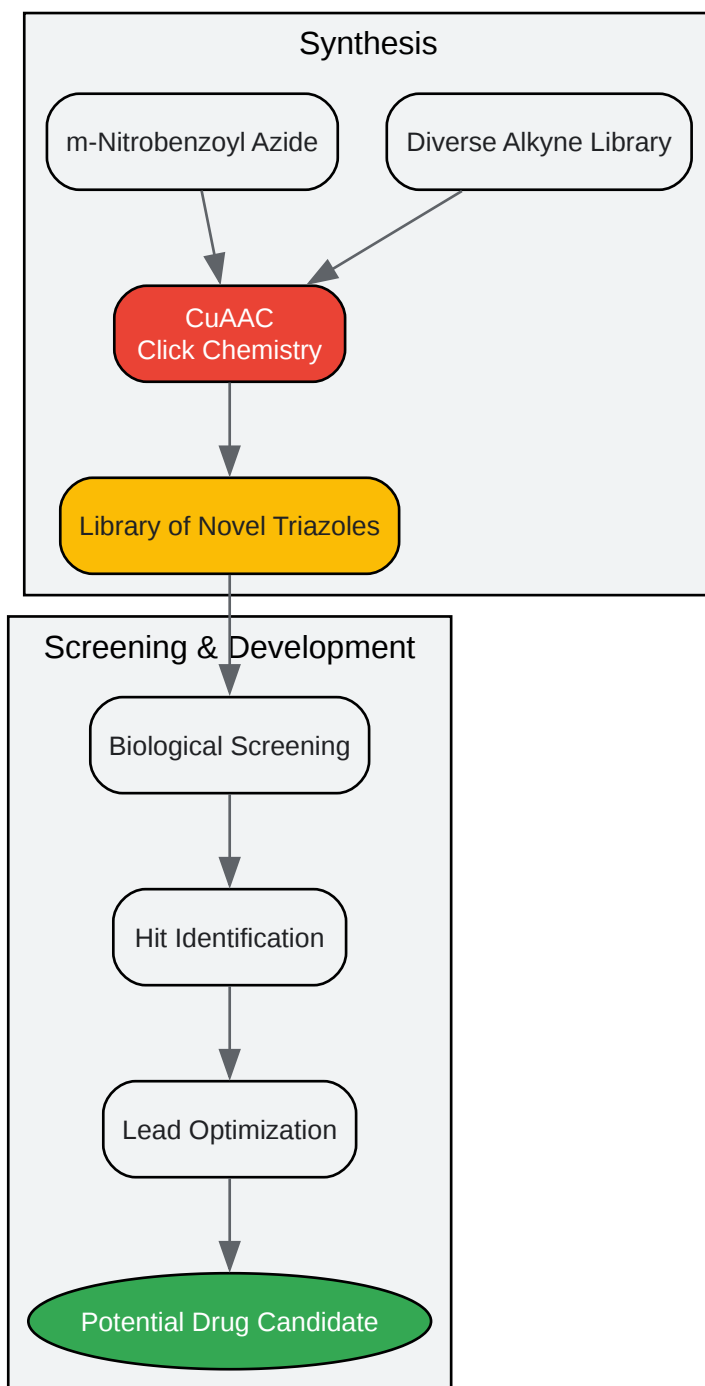 Synthesis
m-Nitrobenzoyl Azide
Diverse Alkyne Library
CuAAC
Click Chemistry
Library of Novel Triazoles
Screening & Development
Biological Screening
Hit Identification
Lead Optimization
Potential Drug Candidate